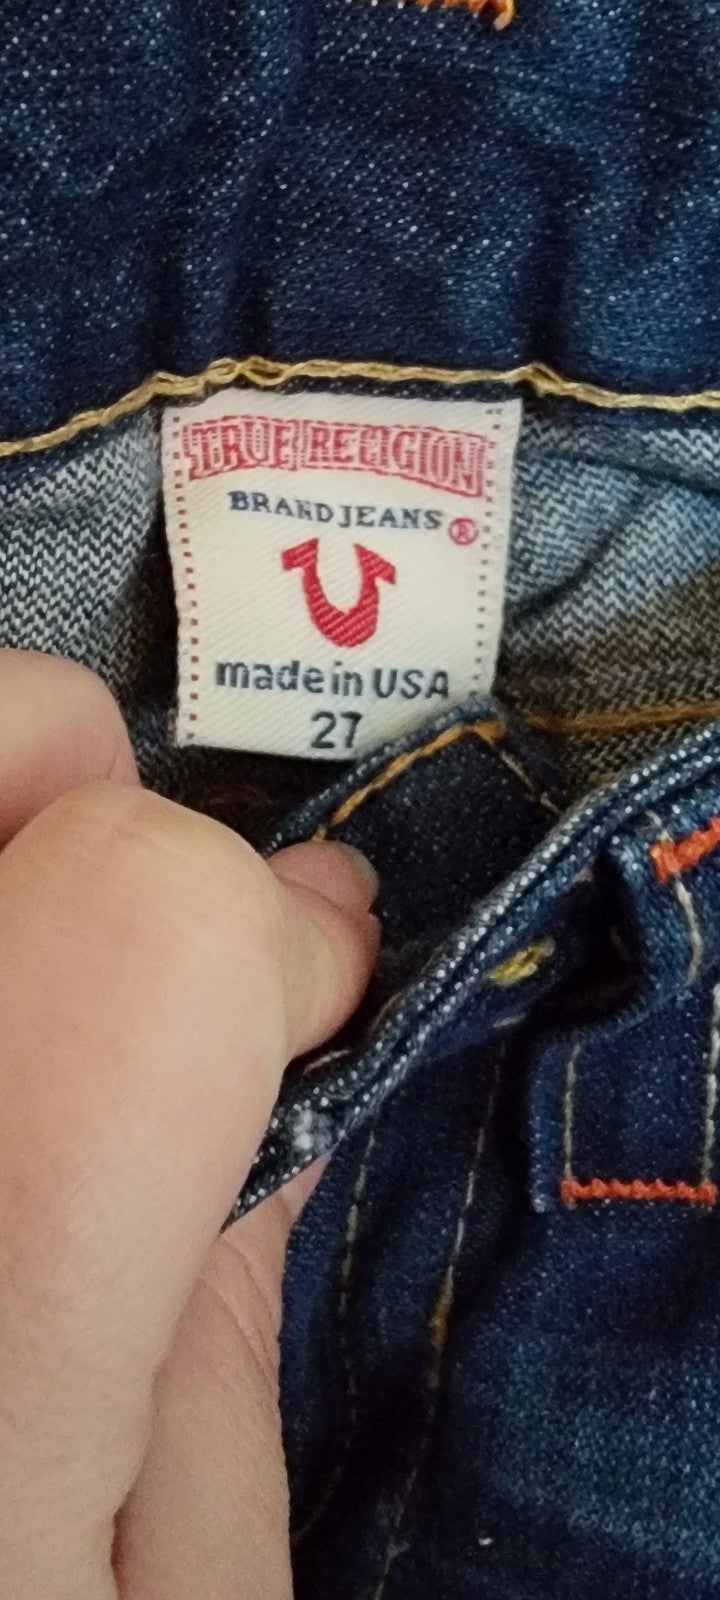 TRUE RELIGION
BRAND JEANS ®
made in USA
27